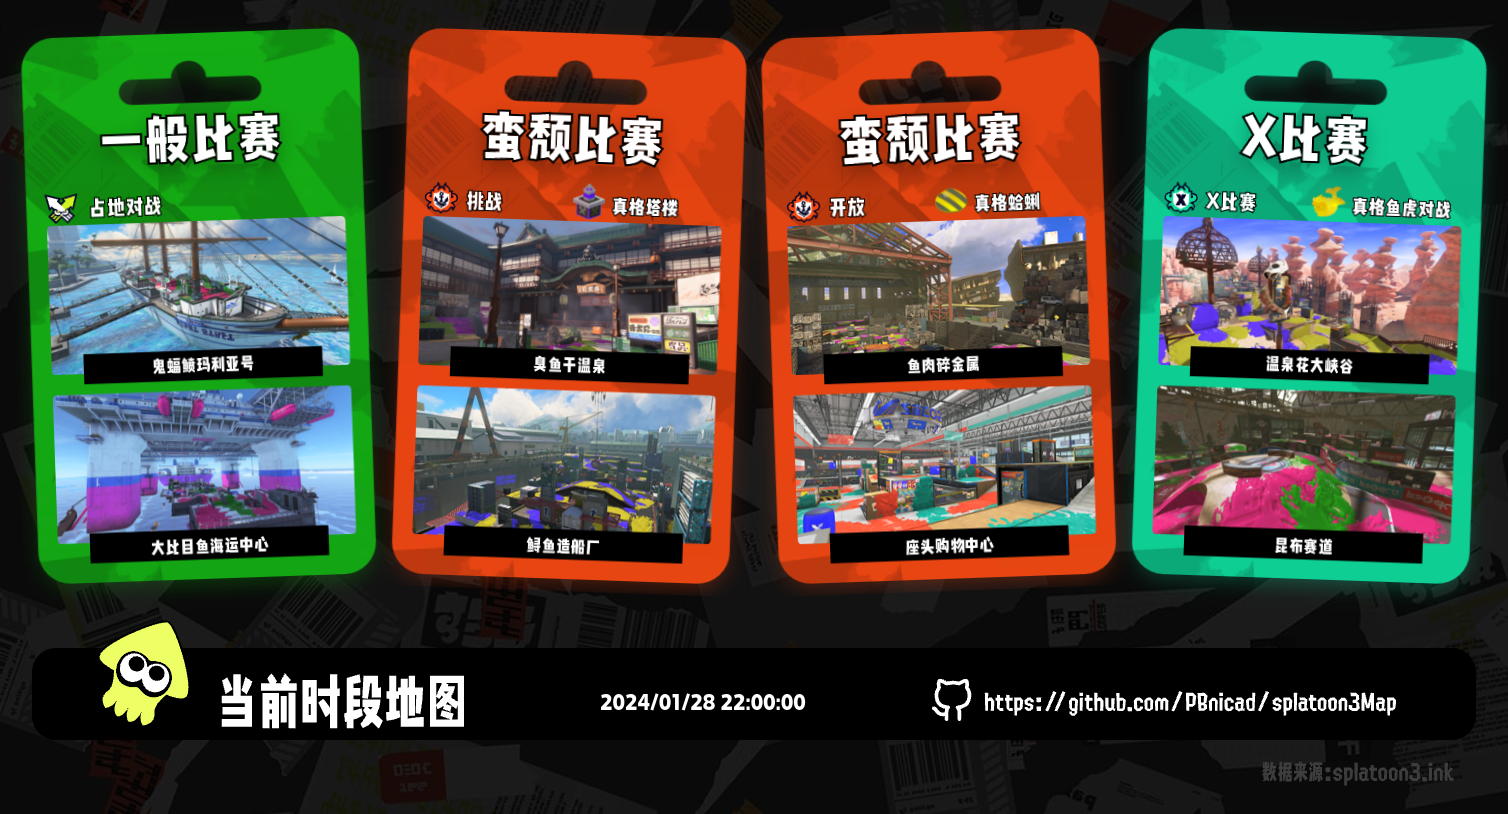 一般比赛
占地对战
鬼蝠鲼玛利亚号
大比目鱼海运中心
蛮颓比赛
挑战
真格塔楼
臭鱼干温泉
鲟鱼造船厂
蛮颓比赛
开放
真格蛤蜊
鱼肉碎金属
座头购物中心
X比赛
X比赛
真格鱼虎对战
温泉花大峡谷
昆布赛道
当前时段地图
2024/01/28 22:00:00
https://github.com/PBnicad/splatoon3Map
数据来源:splatoon3.ink